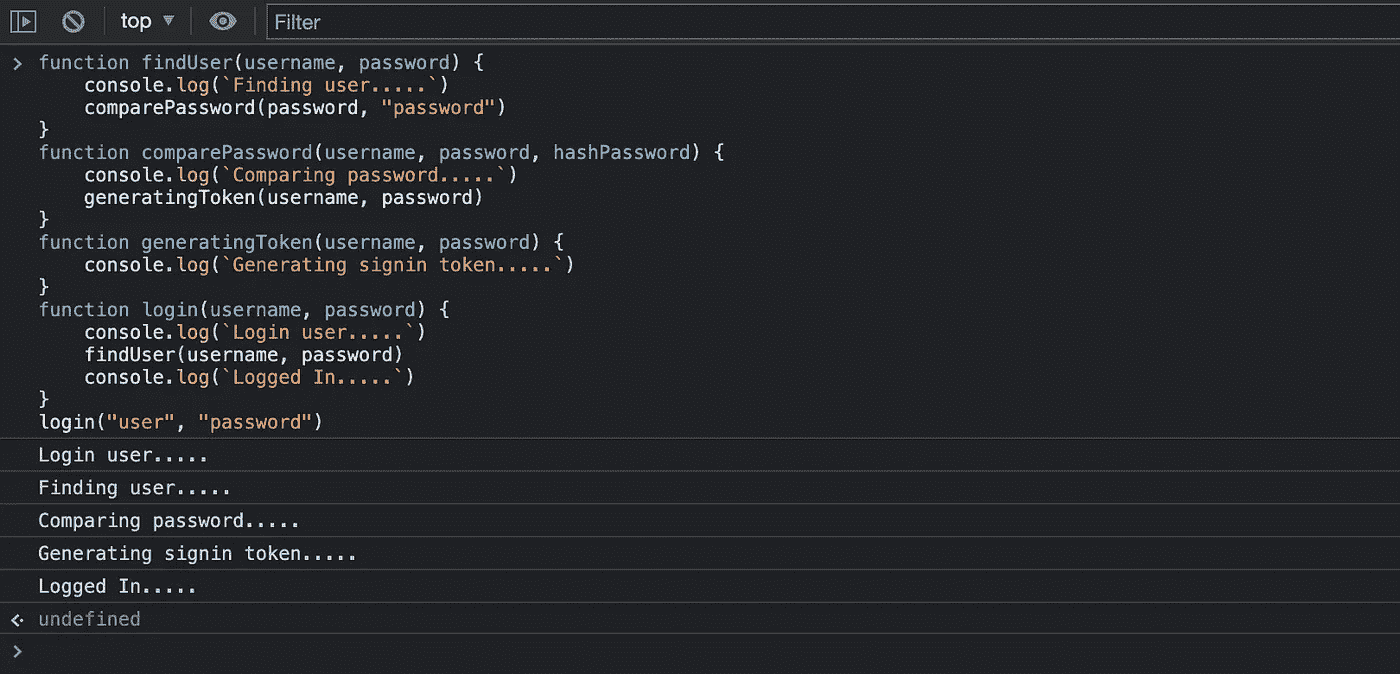 top ▼ Filter
> function findUser(username, password) {
    console.log(`Finding user.....`)
    comparePassword(password, "password")
}
function comparePassword(username, password, hashPassword) {
    console.log(`Comparing password.....`)
    generatingToken(username, password)
}
function generatingToken(username, password) {
    console.log(`Generating signin token.....`)
}
function login(username, password) {
    console.log(`Login user.....`)
    findUser(username, password)
    console.log(`Logged In.....`)
}
login("user", "password")
Login user.....
Finding user.....
Comparing password.....
Generating signin token.....
Logged In.....
undefined
>